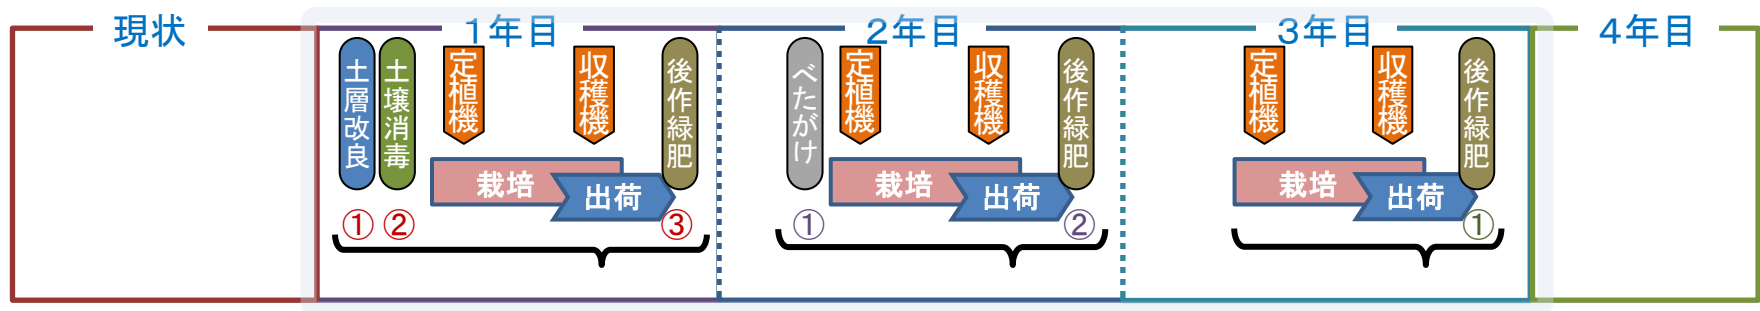 現状
1年目
2年目
3年目
4年目
土層改良
土壌消毒
定植機
収穫機
後作緑肥
栽培
出荷
①
②
③
べたがけ
定植機
収穫機
後作緑肥
栽培
出荷
①
②
定植機
収穫機
後作緑肥
栽培
出荷
①